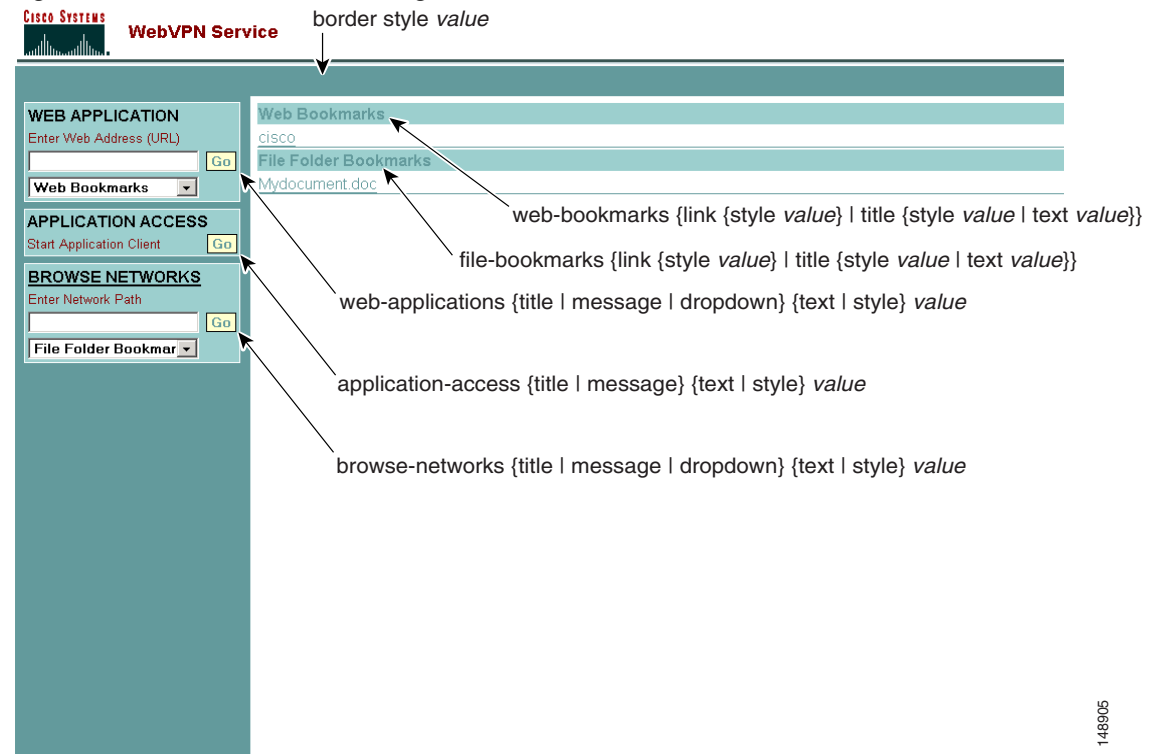 CISCO SYSTEMS
WebVPN Service
border style value
WEB APPLICATION
Enter Web Address (URL)
Go
Web Bookmarks
APPLICATION ACCESS
Start Application Client
Go
BROWSE NETWORKS
Enter Network Path
Go
File Folder Bookmar
Web Bookmarks
cisco
File Folder Bookmarks
Mydocument.doc
web-bookmarks {link {style value} | title {style value | text value}}
file-bookmarks {link {style value} | title {style value | text value}}
web-applications {title | message | dropdown} {text | style} value
application-access {title | message} {text | style} value
browse-networks {title | message | dropdown} {text | style} value
148905